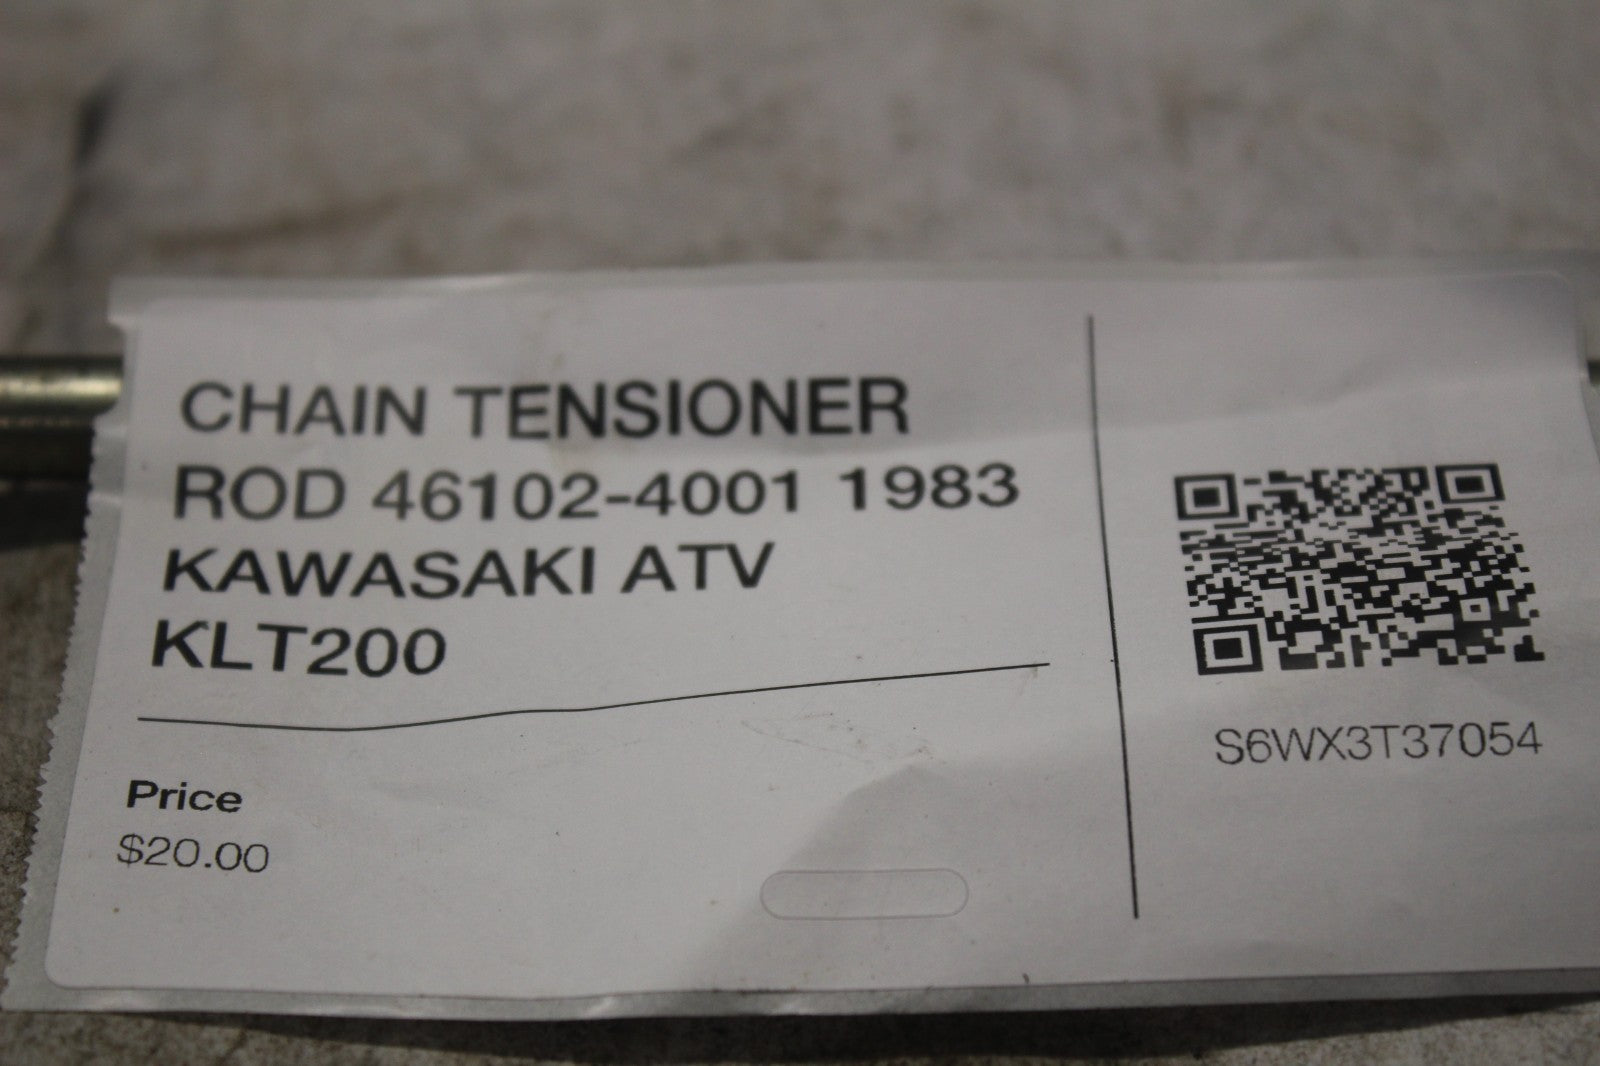 CHAIN TENSIONER
ROD 46102-4001 1983
KAWASAKI ATV
KLT200
Price
$20.00
S6WX3T37054